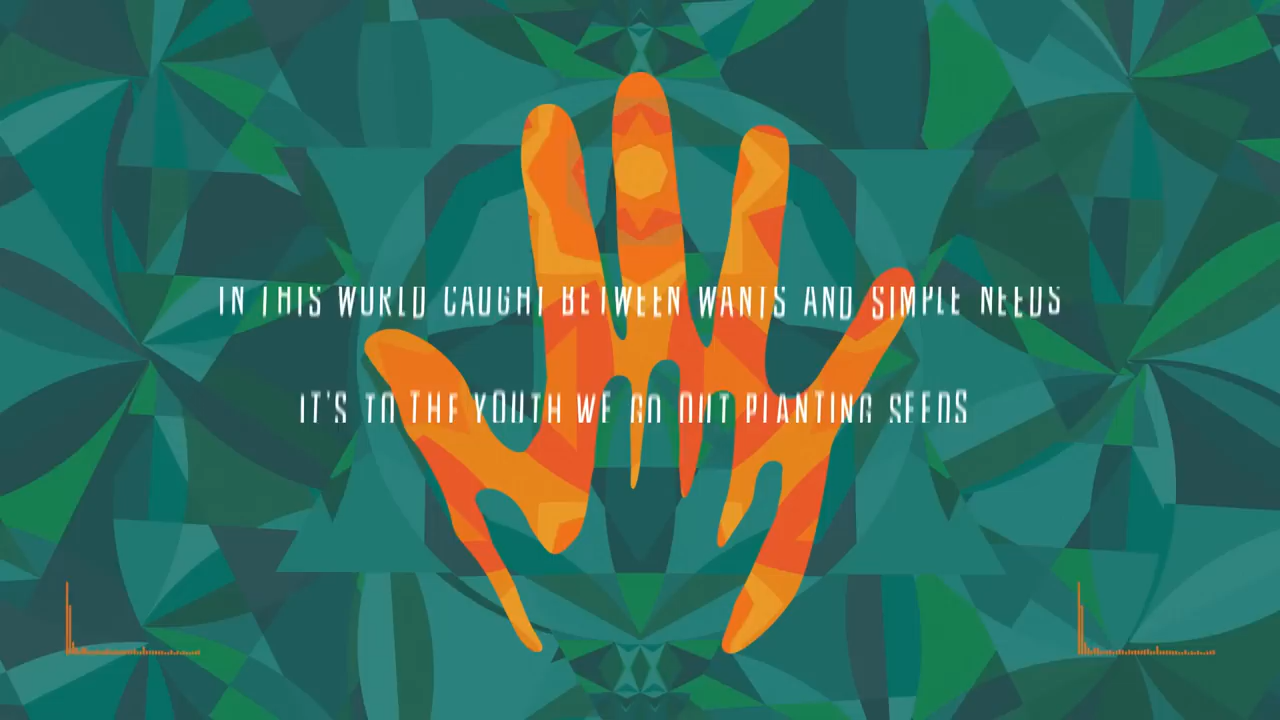 IN THIS WORLD CAUGHT BETWEEN WANTS AND SIMPLE NEEDS
IT'S TO THE YOUTH WE GO OUT PLANTING SEEDS